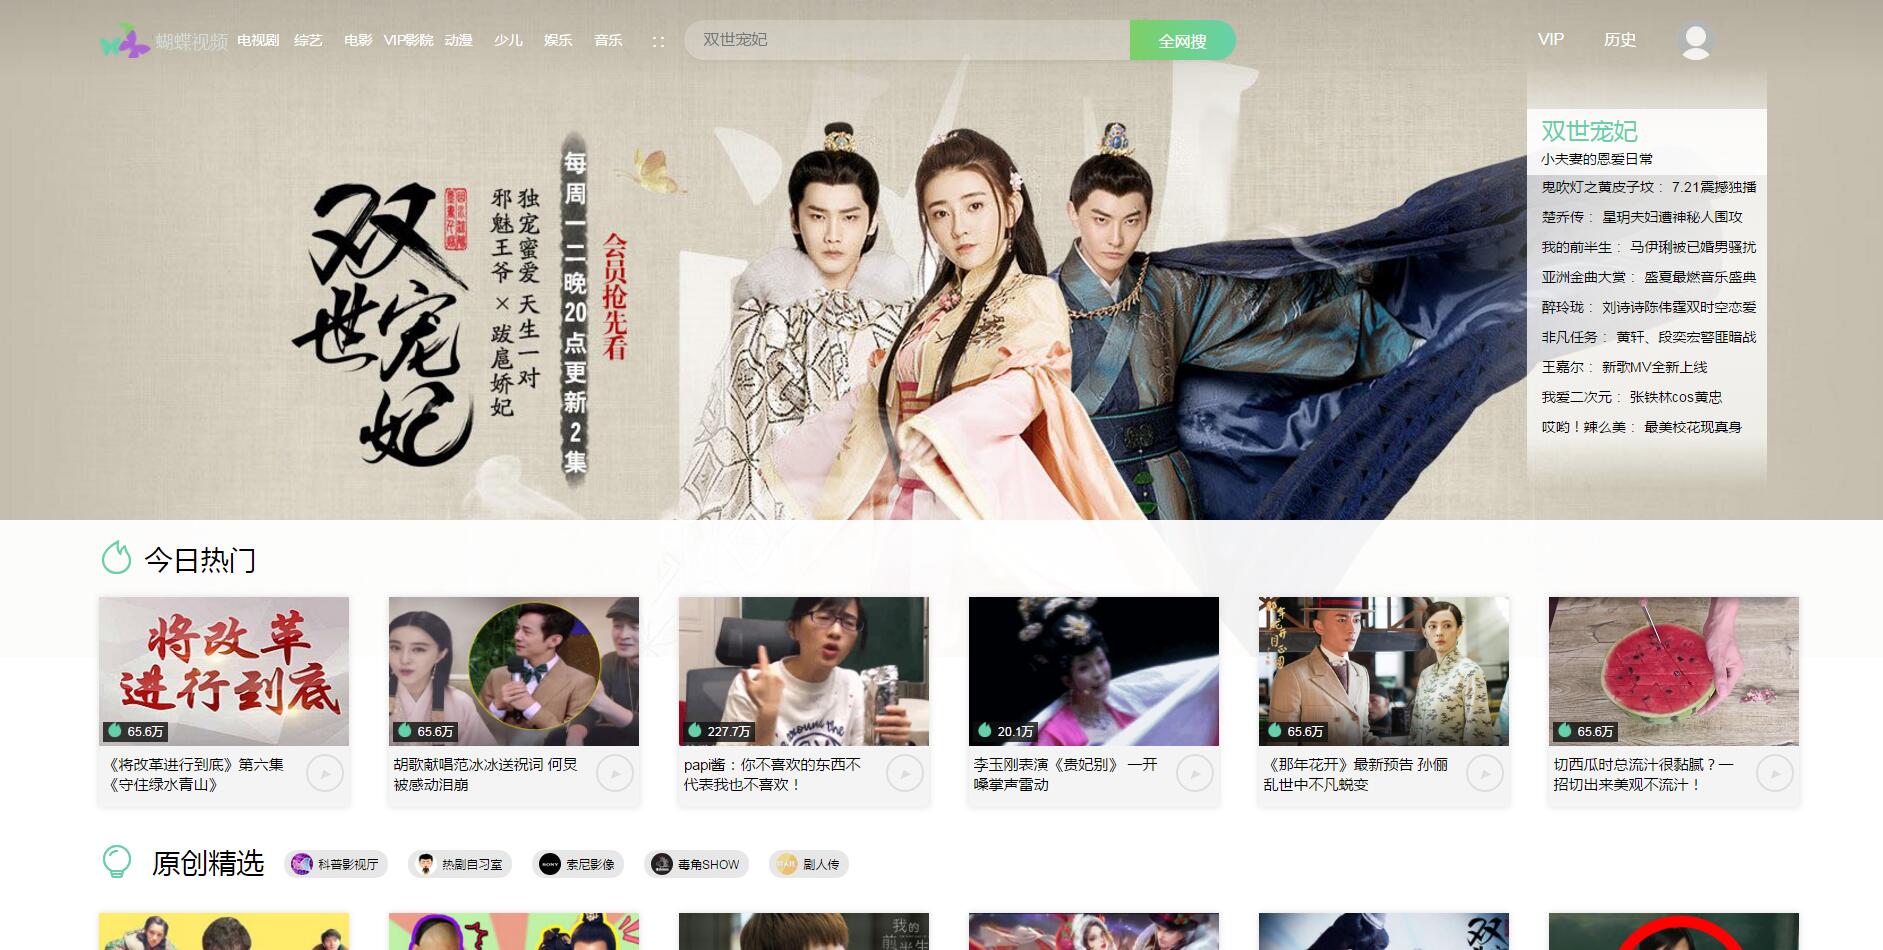 蝴蝶视频 电视剧 综艺 电影 VIP影院 动漫 少儿 娱乐 音乐
双世宠妃
全网搜
VIP 历史
双世宠妃
独宠蜜爱 天生一对
邪魅王爷 × 跋扈娇妃
每周一二晚20点更新2集
会员抢先看
双世宠妃
小夫妻的恩爱日常
鬼吹灯之黄皮子坟： 7.21震撼独播
楚乔传： 星玥夫妇遭神秘人围攻
我的前半生： 马伊琍被已婚男骚扰
亚洲金曲大赏： 盛夏最燃音乐盛典
醉玲珑： 刘诗诗陈伟霆双时空恋爱
非凡任务： 黄轩、段奕宏警匪暗战
王嘉尔： 新歌MV全新上线
我爱二次元： 张铁林cos黄忠
哎哟！辣么美： 最美校花现真身
今日热门
将改革
进行到底
65.6万
《将改革进行到底》第六集
《守住绿水青山》
65.6万
胡歌献唱范冰冰送祝词 何炅
被感动泪崩
227.7万
papi酱：你不喜欢的东西不
代表我也不喜欢！
20.1万
李玉刚表演《贵妃别》 一开
嗓掌声雷动
65.6万
《那年花开》最新预告 孙俪
乱世中不凡蜕变
65.6万
切西瓜时总流汁很黏腻？一
招切出来美观不流汁！
原创精选
科普影视厅
热剧自习室
SONY
索尼影像
毒角SHOW
剧人传
我的
前半生
双